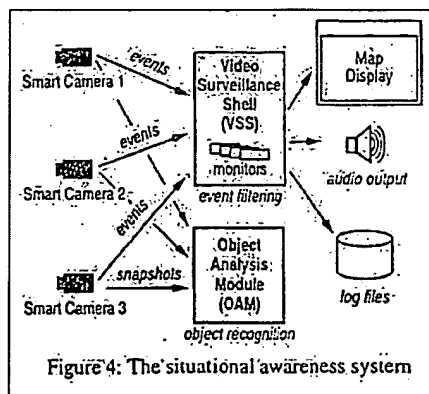 events
Smart Camera 1
events
Smart Camera 2
events
snapshots
Smart Camera 3
Video
Surveillance
Shell
(VSS)
monitors
event filtering
Object
Analysis
Module
(OAM)
object recognition
Map
Display
audio output
log files
Figure 4: The situational awareness system